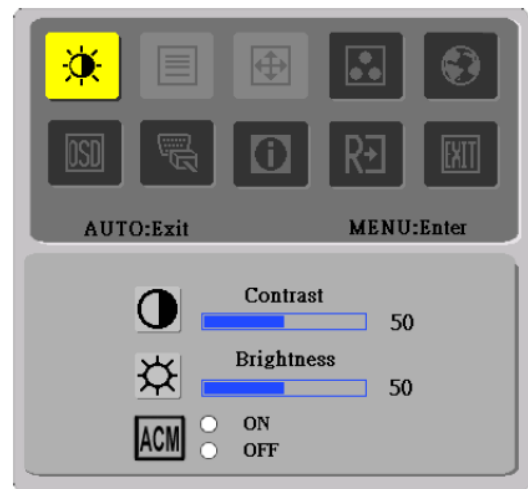 OSD
i
R
EXIT
AUTO:Exit MENU:Enter
Contrast
50
Brightness
50
ACM ON
OFF